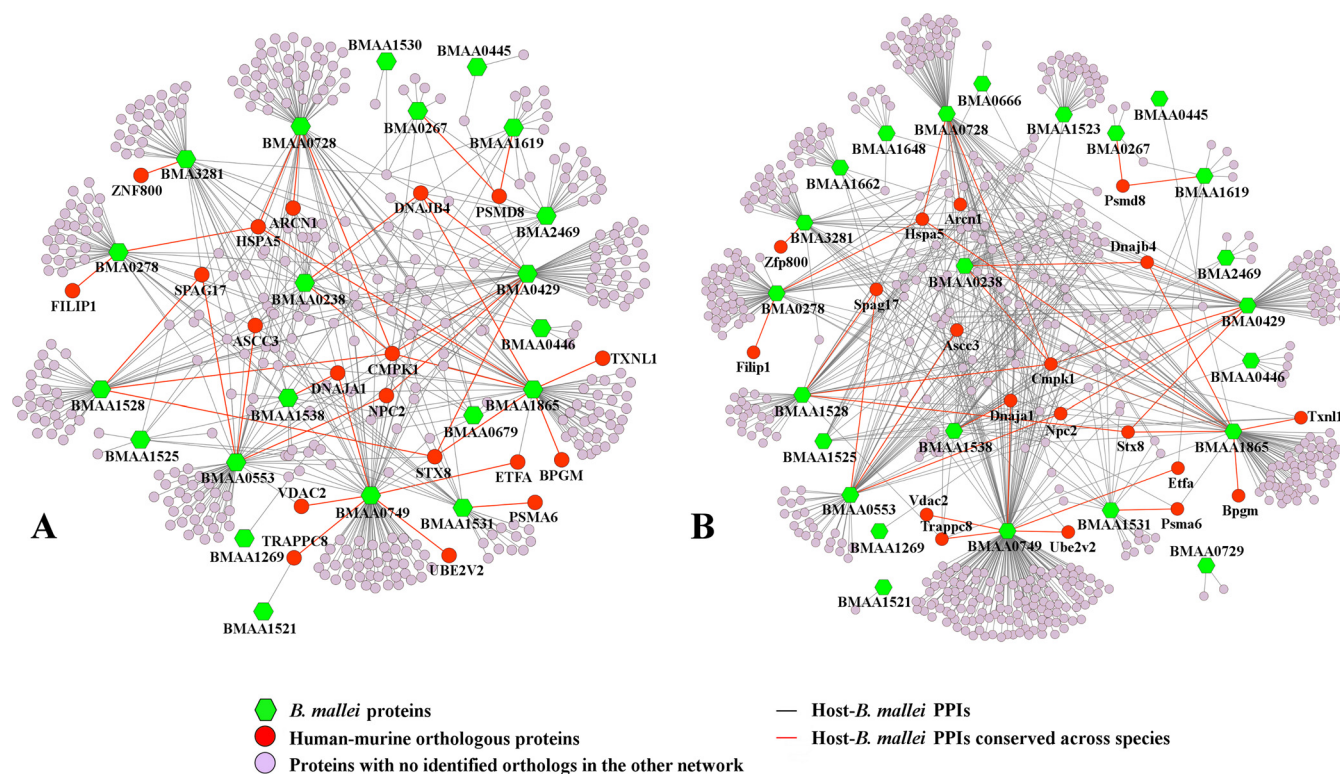 BMAA1530
BMAA0445
BMA0267
BMAA1619
BMAA0728
BMA3281
ZNF800
ARCN1
DNAJB4
PSMD8
HSPA5
BMA2469
BMA0278
SPAG17
BMAA0238
BMA0429
FILIP1
ASCC3
BMAA0446
CMPK1
TXNL1
DNAJA1
BMAA1528
NPC2
BMAA1865
BMAA1538
BMAA0679
BMAA1525
STX8
ETFA
BPGM
BMAA0553
VDAC2
BMAA0749
BMAA1531
PSMA6
A
TRAPPC8
BMAA1269
UBE2V2
BMAA1521
BMA0666
BMAA0445
BMAA0728
BMAA1523
BMA0267
BMAA1648
BMAA1662
BMAA1619
Psmd8
Arcn1
BMA3281
Hspa5
Dnajb4
Zfp800
BMAA0238
BMA2469
BMA0278
Spag17
BMA0429
Ascc3
Filip1
Cmpk1
BMAA0446
BMAA1528
Dnaja1
Npc2
Txnl1
BMAA1538
Stx8
BMAA1865
BMAA1525
Etfa
BMAA0553
Vdac2
Bpgm
BMAA1531
Psma6
B
Trappc8
BMAA1269
BMAA0749
Ube2v2
BMAA0729
BMAA1521
B. mallei proteins
Human-murine orthologous proteins
Proteins with no identified orthologs in the other network
Host-B. mallei PPIs
Host-B. mallei PPIs conserved across species